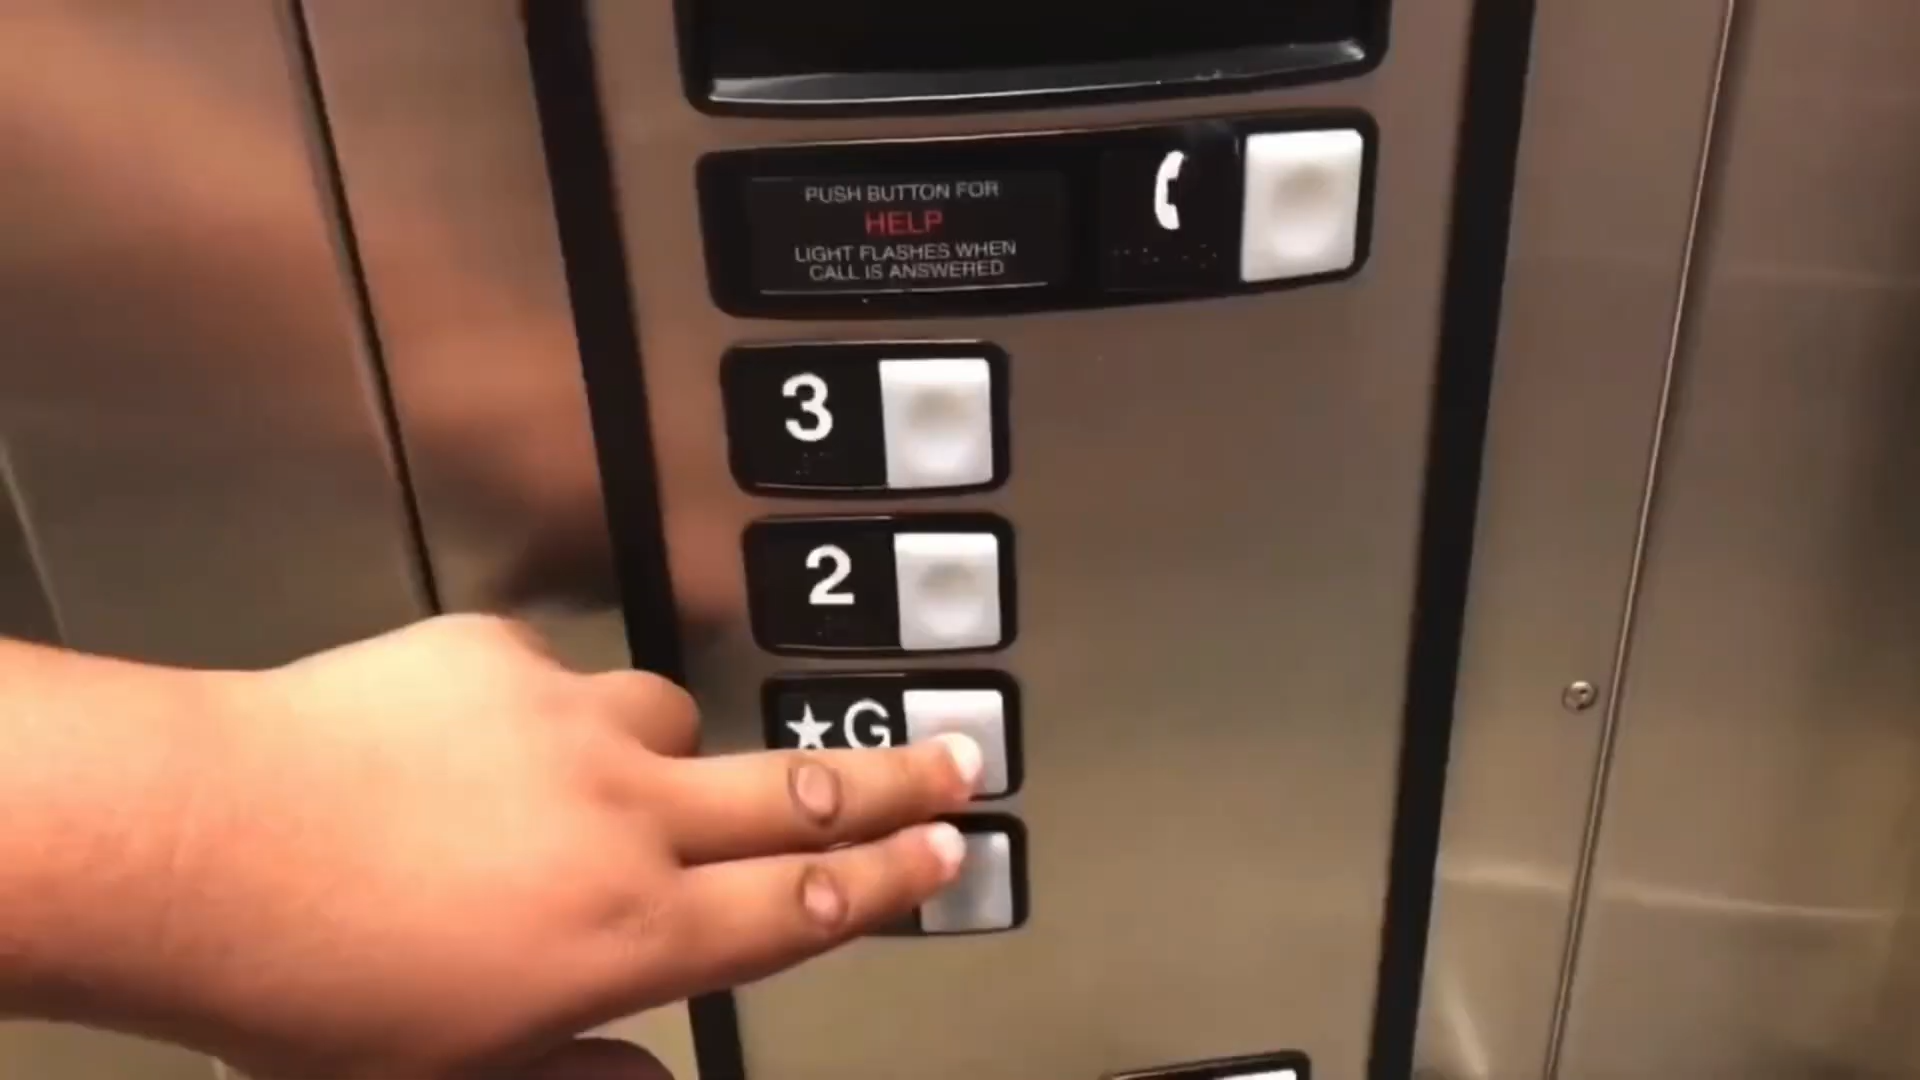 PUSH BUTTON FOR
HELP
LIGHT FLASHES WHEN
CALL IS ANSWERED
3
2
★G